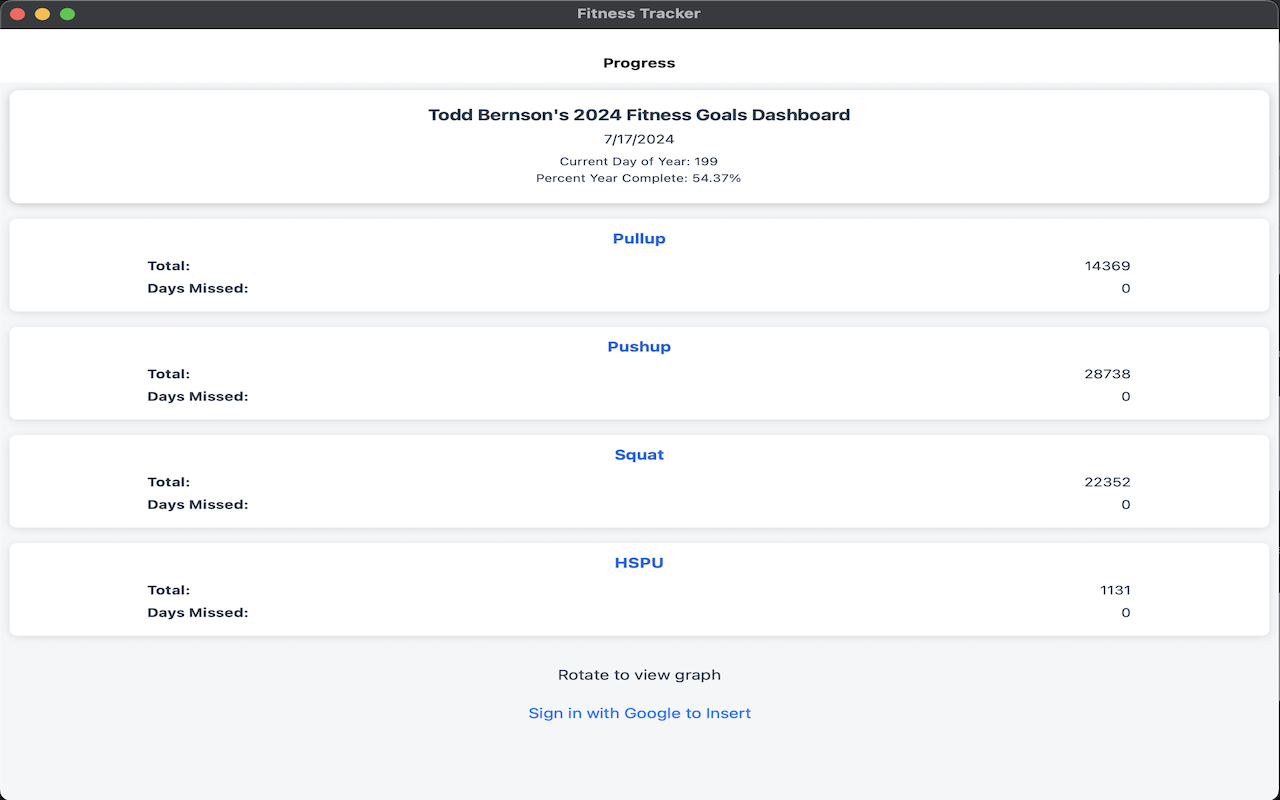 Fitness Tracker
Progress
Todd Bernson's 2024 Fitness Goals Dashboard
7/17/2024
Current Day of Year: 199
Percent Year Complete: 54.37%
Pullup
Total: 14369
Days Missed: 0
Pushup
Total: 28738
Days Missed: 0
Squat
Total: 22352
Days Missed: 0
HSPU
Total: 1131
Days Missed: 0
Rotate to view graph
Sign in with Google to Insert